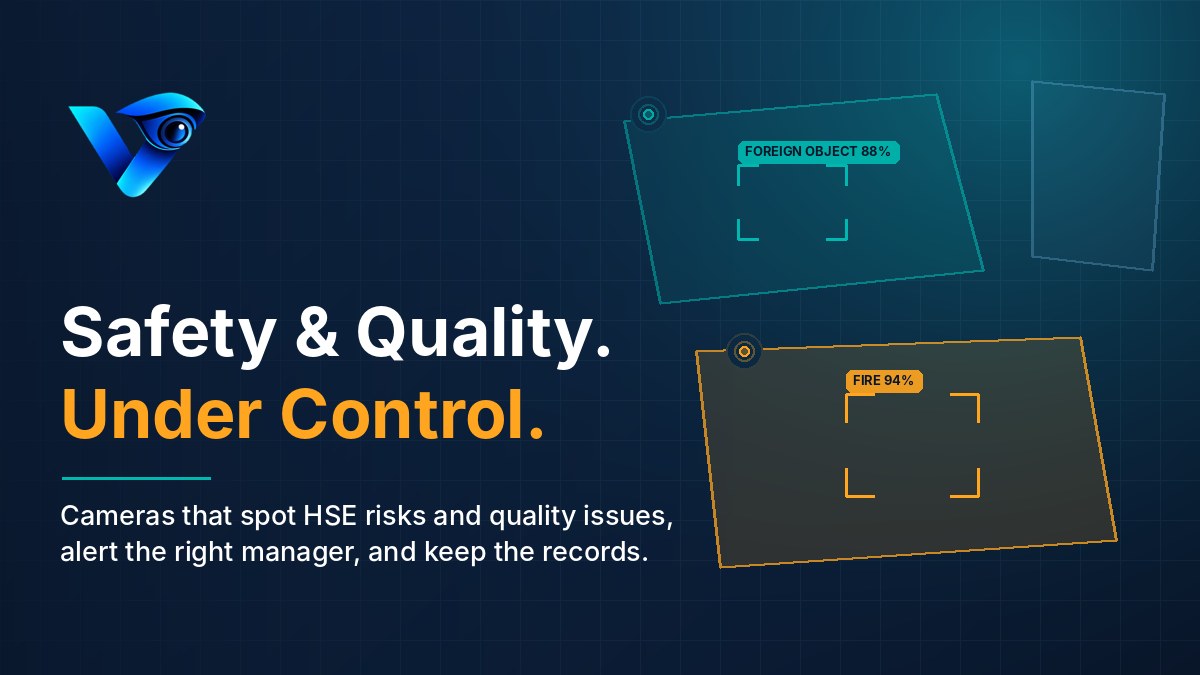 FOREIGN OBJECT 88%
Safety & Quality.
Under Control.
FIRE 94%
Cameras that spot HSE risks and quality issues,
alert the right manager, and keep the records.